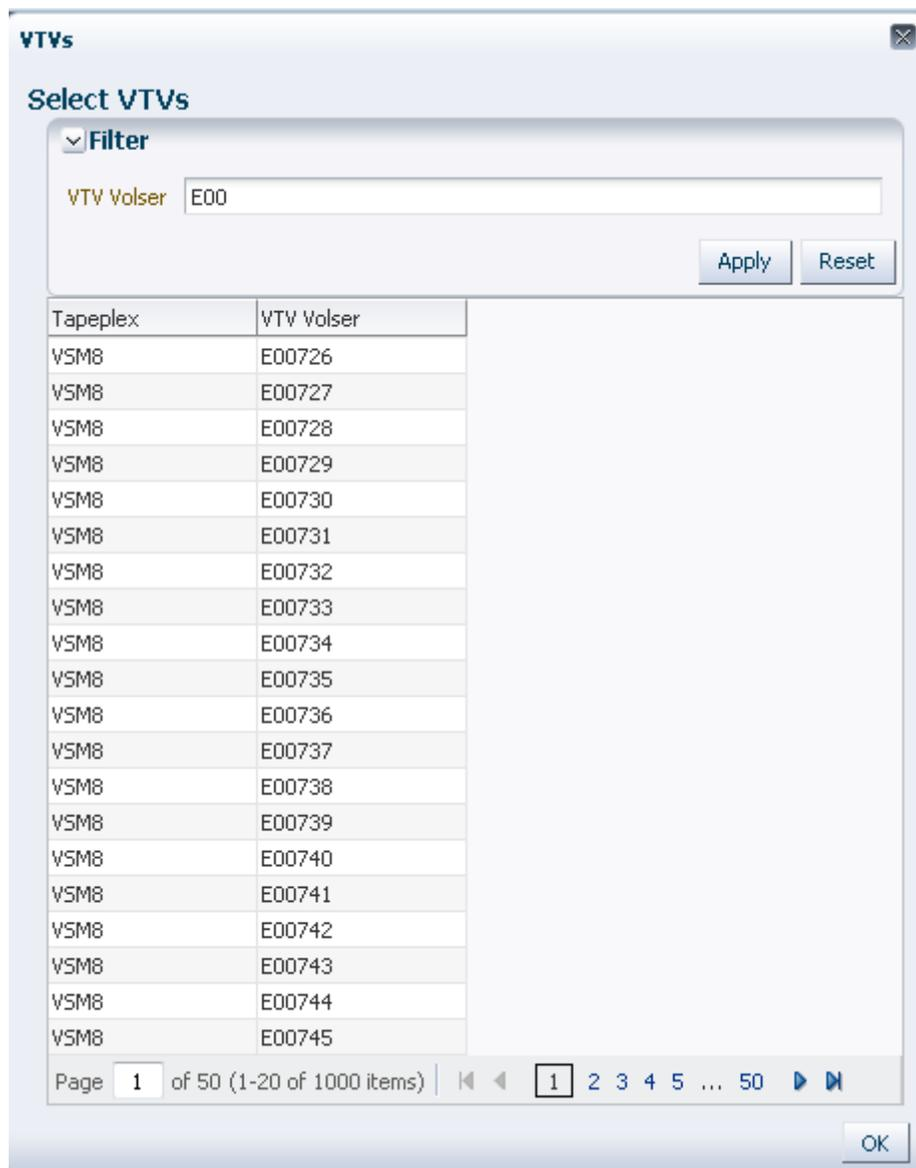 VTVs
Select VTVs
Filter
VTV Volser E00
Apply Reset
Tapeplex VTV Volser
VSM8 E00726
VSM8 E00727
VSM8 E00728
VSM8 E00729
VSM8 E00730
VSM8 E00731
VSM8 E00732
VSM8 E00733
VSM8 E00734
VSM8 E00735
VSM8 E00736
VSM8 E00737
VSM8 E00738
VSM8 E00739
VSM8 E00740
VSM8 E00741
VSM8 E00742
VSM8 E00743
VSM8 E00744
VSM8 E00745
Page 1 of 50 (1-20 of 1000 items) 1 2 3 4 5 ... 50
OK